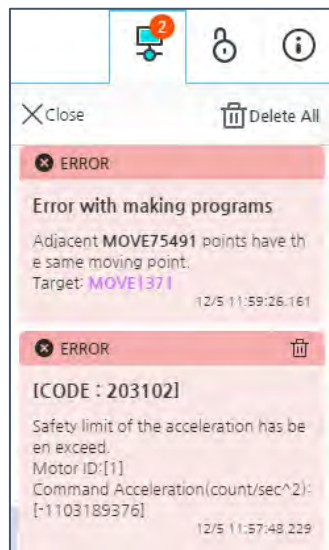 2
Close
Delete All
ERROR
Error with making programs
Adjacent MOVE75491 points have th
e same moving point.
Target: MOVE|371
12/5 11:59:26.161
ERROR
[CODE : 203102]
Safety limit of the acceleration has be
en exceed.
Motor ID:[1]
Command Acceleration(count/sec^2):
[-1103189376]
12/5 11:57:48.229